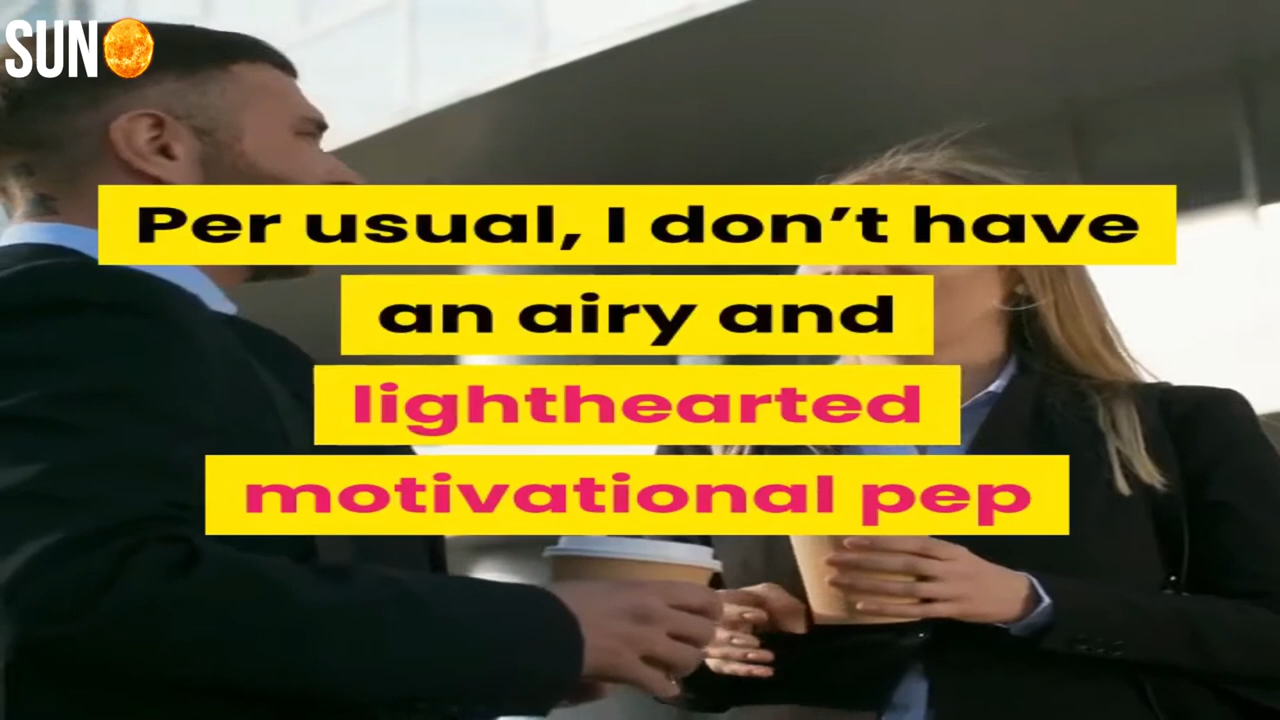 SUN
Per usual, I don’t have
an airy and
lighthearted
motivational pep